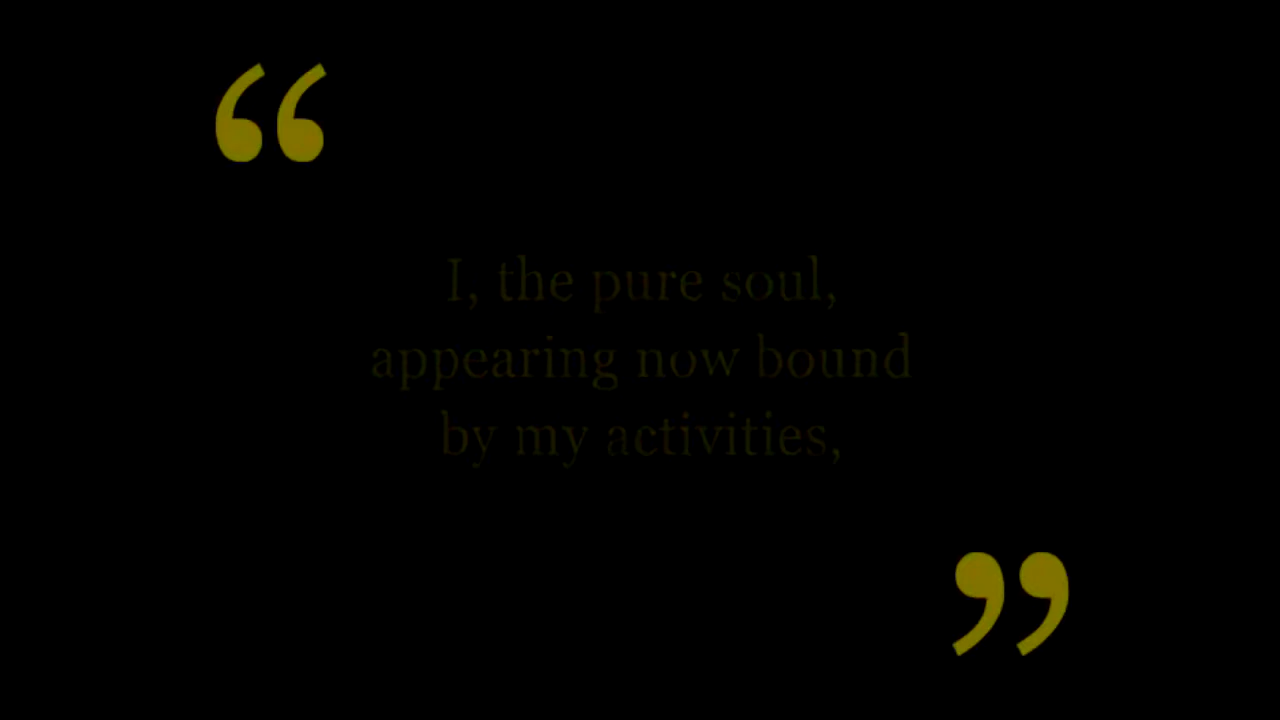 “
I, the pure soul,
appearing now bound
by my activities,
”